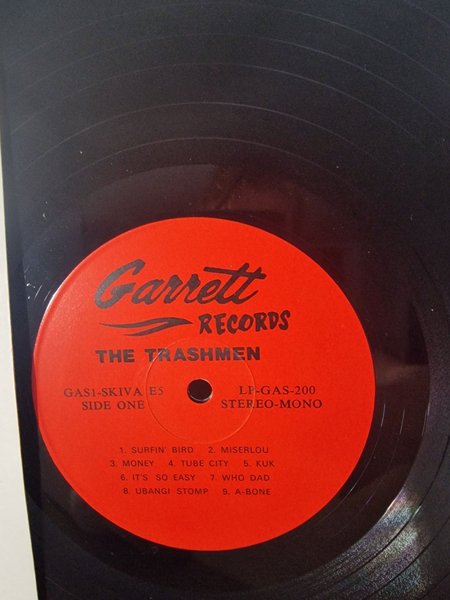 Garrett
RECORDS
THE TRASHMEN
GAS1-SKIVA E5 LP-GAS-200
SIDE ONE STEREO-MONO
1. SURFIN' BIRD 2. MISERLOU
3. MONEY 4. TUBE CITY 5. KUK
6. IT'S SO EASY 7. WHO DAD
8. UBANGI STOMP 9. A-BONE